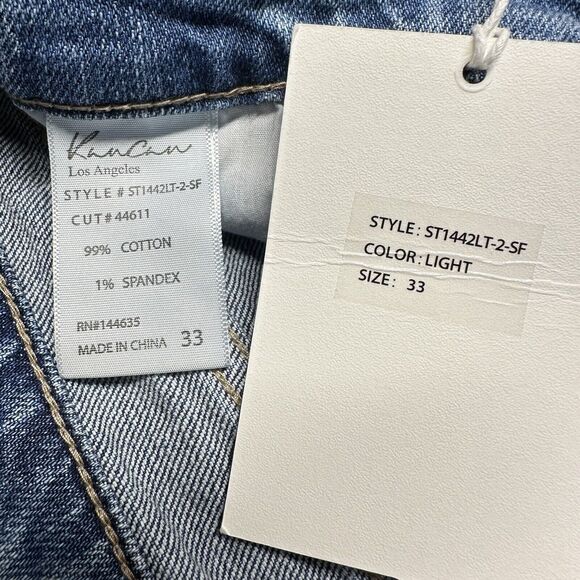 KanCan
Los Angeles
STYLE # ST1442LT-2-SF
CUT# 44611
99% COTTON
1% SPANDEX
RN#144635
MADE IN CHINA 33
STYLE: ST1442LT-2-SF
COLOR: LIGHT
SIZE: 33